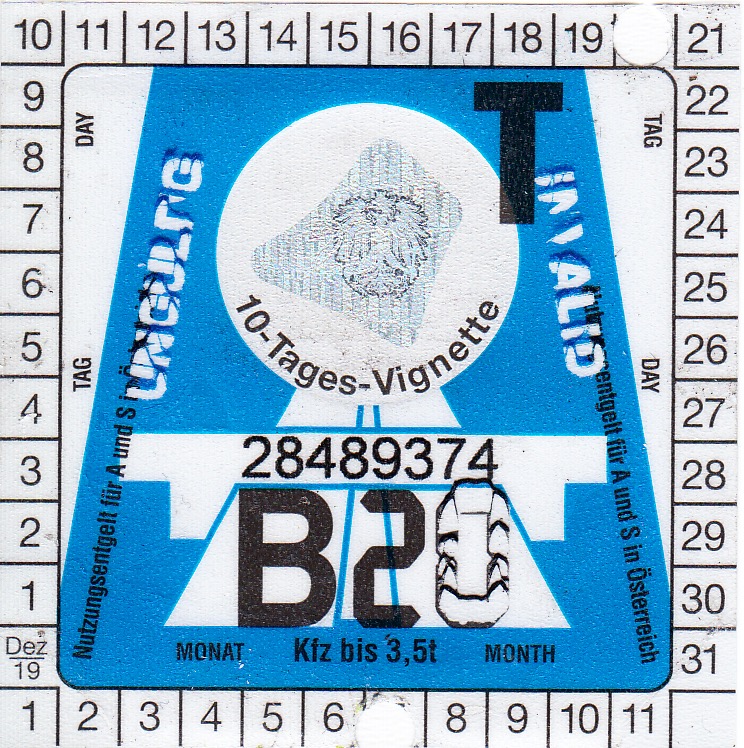 10 11 12 13 14 15 16 17 18 19 21
9 22
8 23
7 24
6 25
5 26
4 27
3 28
2 29
1 30
Dez 19 31
1 2 3 4 5 6 8 9 10 11
DAY
TAG
T
UNGÜLTIG
INVALID
10-Tages-Vignette
TAG
DAY
28489374
B20
Nutzungsentgelt für A und S in
entgelt für A und S in Österreich
MONAT
Kfz bis 3,5t
MONTH